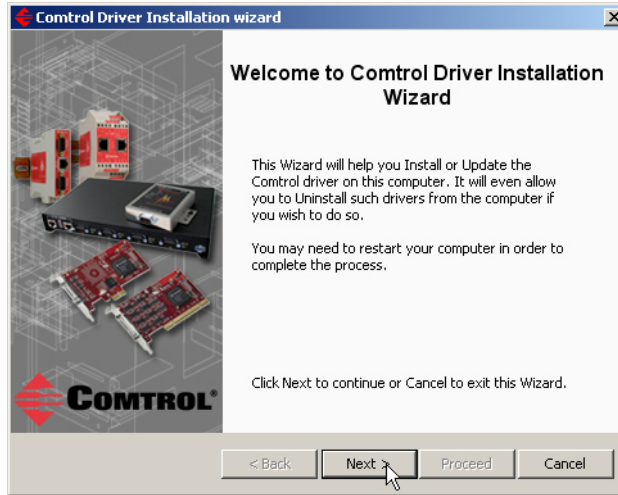 Comtrol Driver Installation wizard
Welcome to Comtrol Driver Installation
Wizard
This Wizard will help you Install or Update the
Comtrol driver on this computer. It will even allow
you to Uninstall such drivers from the computer if
you wish to do so.
You may need to restart your computer in order to
complete the process.
Click Next to continue or Cancel to exit this Wizard.
COMTROL®
< Back
Next >
Proceed
Cancel